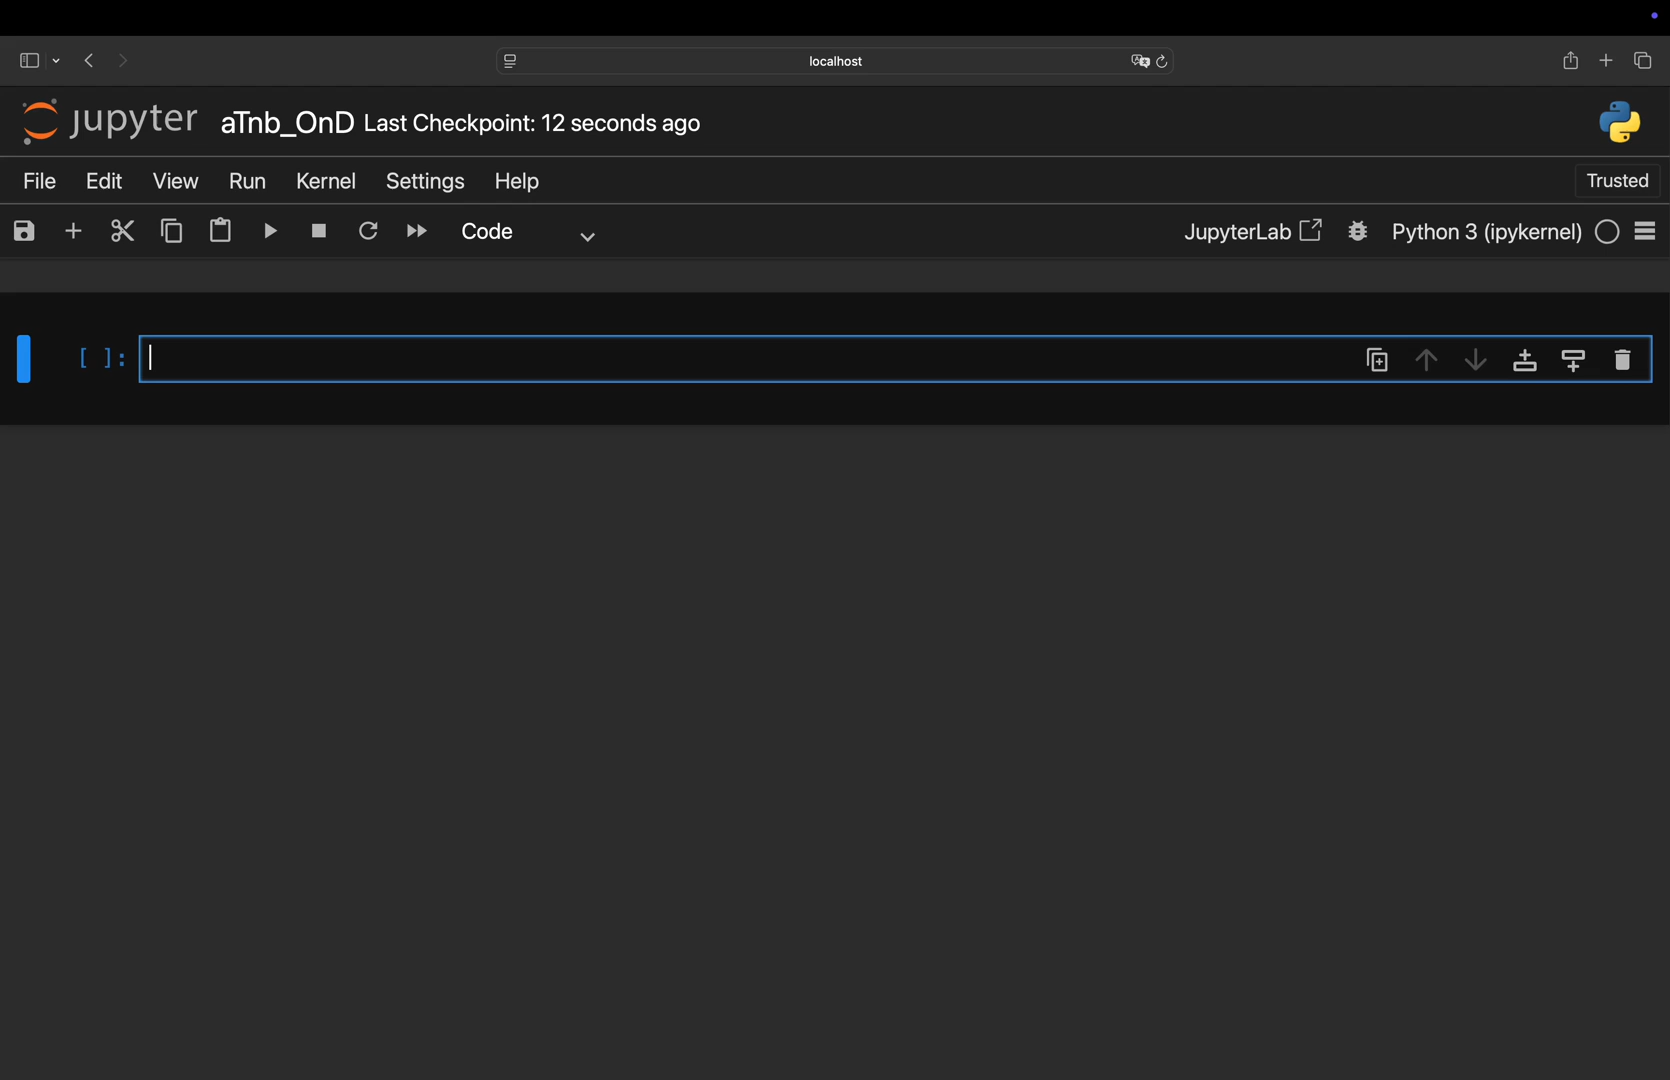 localhost
jupyter aTnb_OnD Last Checkpoint: 12 seconds ago
File Edit View Run Kernel Settings Help Trusted
Code JupyterLab Python 3 (ipykernel)
[ ]: